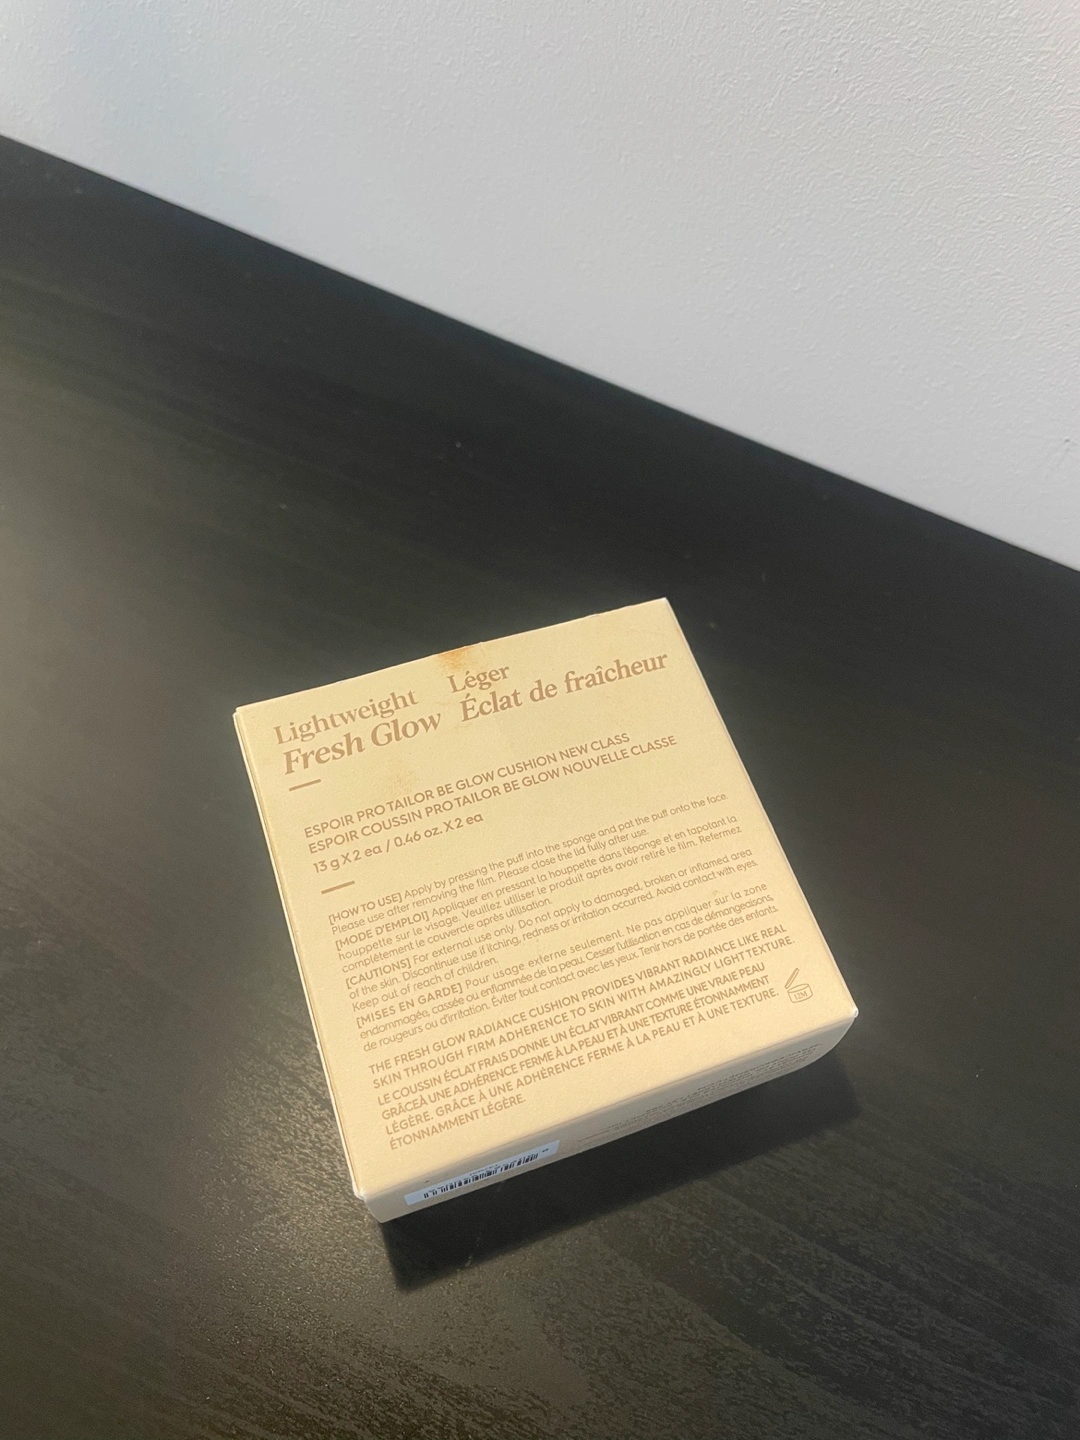 Lightweight
Fresh Glow
Léger
Éclat de fraîcheur
ESPOIR PRO TAILOR BE GLOW CUSHION NEW CLASS
ESPOIR COUSSIN PRO TAILOR BE GLOW NOUVELLE CLASSE
13 g X 2 ea / 0.46 oz. X 2 ea
[HOW TO USE] Apply by pressing the puff into the sponge and pat the puff onto the face.
Please use after removing the film. Please close the lid fully after use.
[MODE D'EMPLOI] Appliquer en pressant la houppette dans l'éponge et en tapotant la
houppette sur le visage. Veuillez utiliser le produit après avoir retiré le film. Refermez
complètement le couvercle après utilisation.
[CAUTIONS] For external use only. Do not apply to damaged, broken or inflamed area
of the skin. Discontinue use if itching, redness or irritation occurred. Avoid contact with eyes.
Keep out of reach of children.
[MISES EN GARDE] Pour usage externe seulement. Ne pas appliquer sur la zone
endommagée, cassée ou enflammée de la peau. Cesser l'utilisation en cas de démangeaisons,
de rougeurs ou d'irritation. Éviter tout contact avec les yeux. Tenir hors de portée des enfants.
THE FRESH GLOW RADIANCE CUSHION PROVIDES VIBRANT RADIANCE LIKE REAL
SKIN THROUGH FIRM ADHERENCE TO SKIN WITH AMAZINGLY LIGHT TEXTURE.
LE COUSSIN ÉCLAT FRAIS DONNE UN ÉCLAT VIBRANT COMME UNE VRAIE PEAU
GRÂCE À UNE ADHÉRENCE FERME À LA PEAU ET À UNE TEXTURE ÉTONNAMMENT
LÉGÈRE. GRÂCE À UNE ADHÉRENCE FERME À LA PEAU ET À UNE TEXTURE.
ÉTONNAMMENT LÉGÈRE.
12M